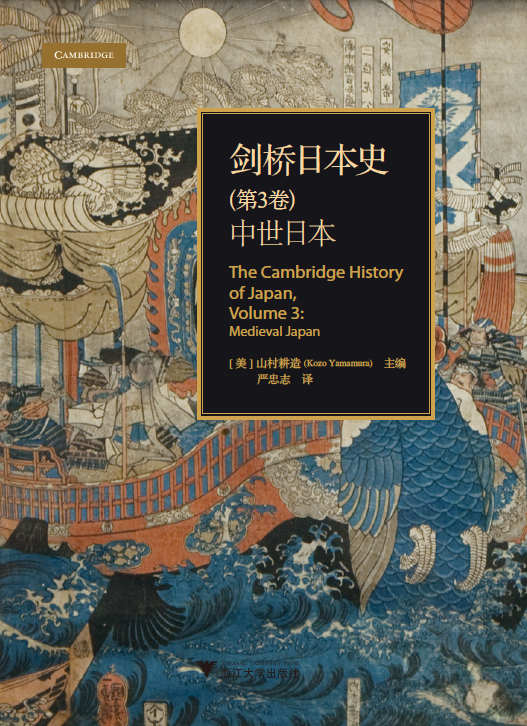 CAMBRIDGE
剑桥日本史
(第3卷)
中世日本
The Cambridge History
of Japan,
Volume 3:
Medieval Japan
[ 美 ] 山村耕造 (Kozo Yamamura) 主编
严忠志 译
浙江大学出版社